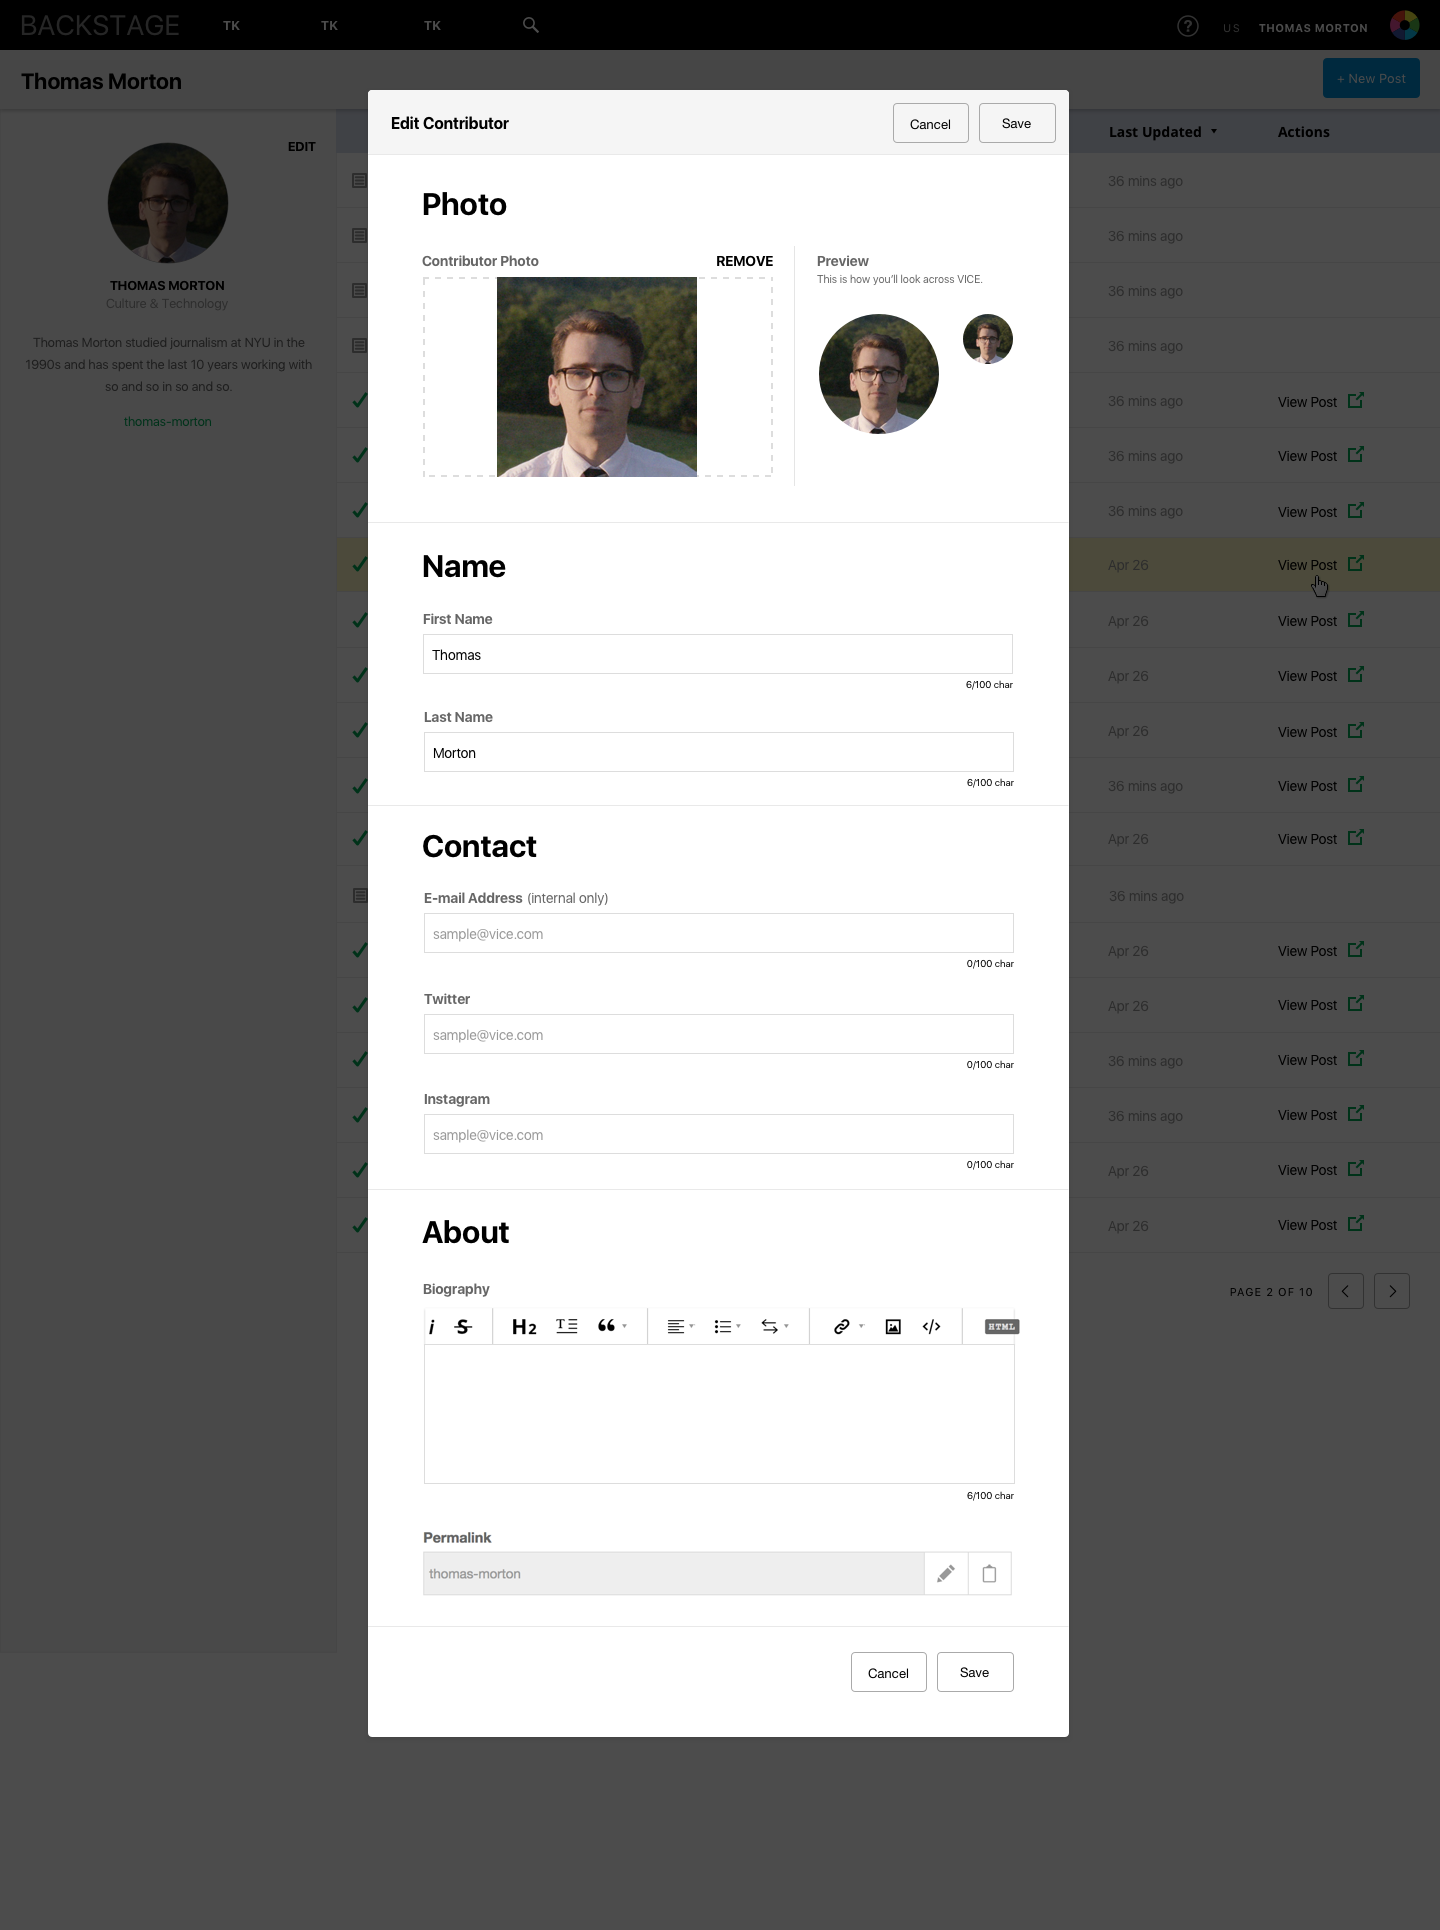 BACKSTAGE TK TK TK US THOMAS MORTON
Thomas Morton
+ New Post
EDIT
THOMAS MORTON
Culture & Technology
Thomas Morton studied journalism at NYU in the
1990s and has spent the last 10 years working with
so and so in so and so.
thomas-morton
Edit Contributor
Cancel
Save
Photo
Contributor Photo
REMOVE
Preview
This is how you'll look across VICE.
Name
First Name
Thomas
6/100 char
Last Name
Morton
6/100 char
Contact
E-mail Address (internal only)
sample@vice.com
0/100 char
Twitter
sample@vice.com
0/100 char
Instagram
sample@vice.com
0/100 char
About
Biography
i S H2 T HTML
6/100 char
Permalink
thomas-morton
Cancel
Save
Last Updated Actions
36 mins ago
36 mins ago
36 mins ago
36 mins ago
36 mins ago View Post
36 mins ago View Post
36 mins ago View Post
Apr 26 View Post
Apr 26 View Post
Apr 26 View Post
Apr 26 View Post
36 mins ago View Post
Apr 26 View Post
36 mins ago
Apr 26 View Post
Apr 26 View Post
36 mins ago View Post
36 mins ago View Post
Apr 26 View Post
Apr 26 View Post
PAGE 2 OF 10